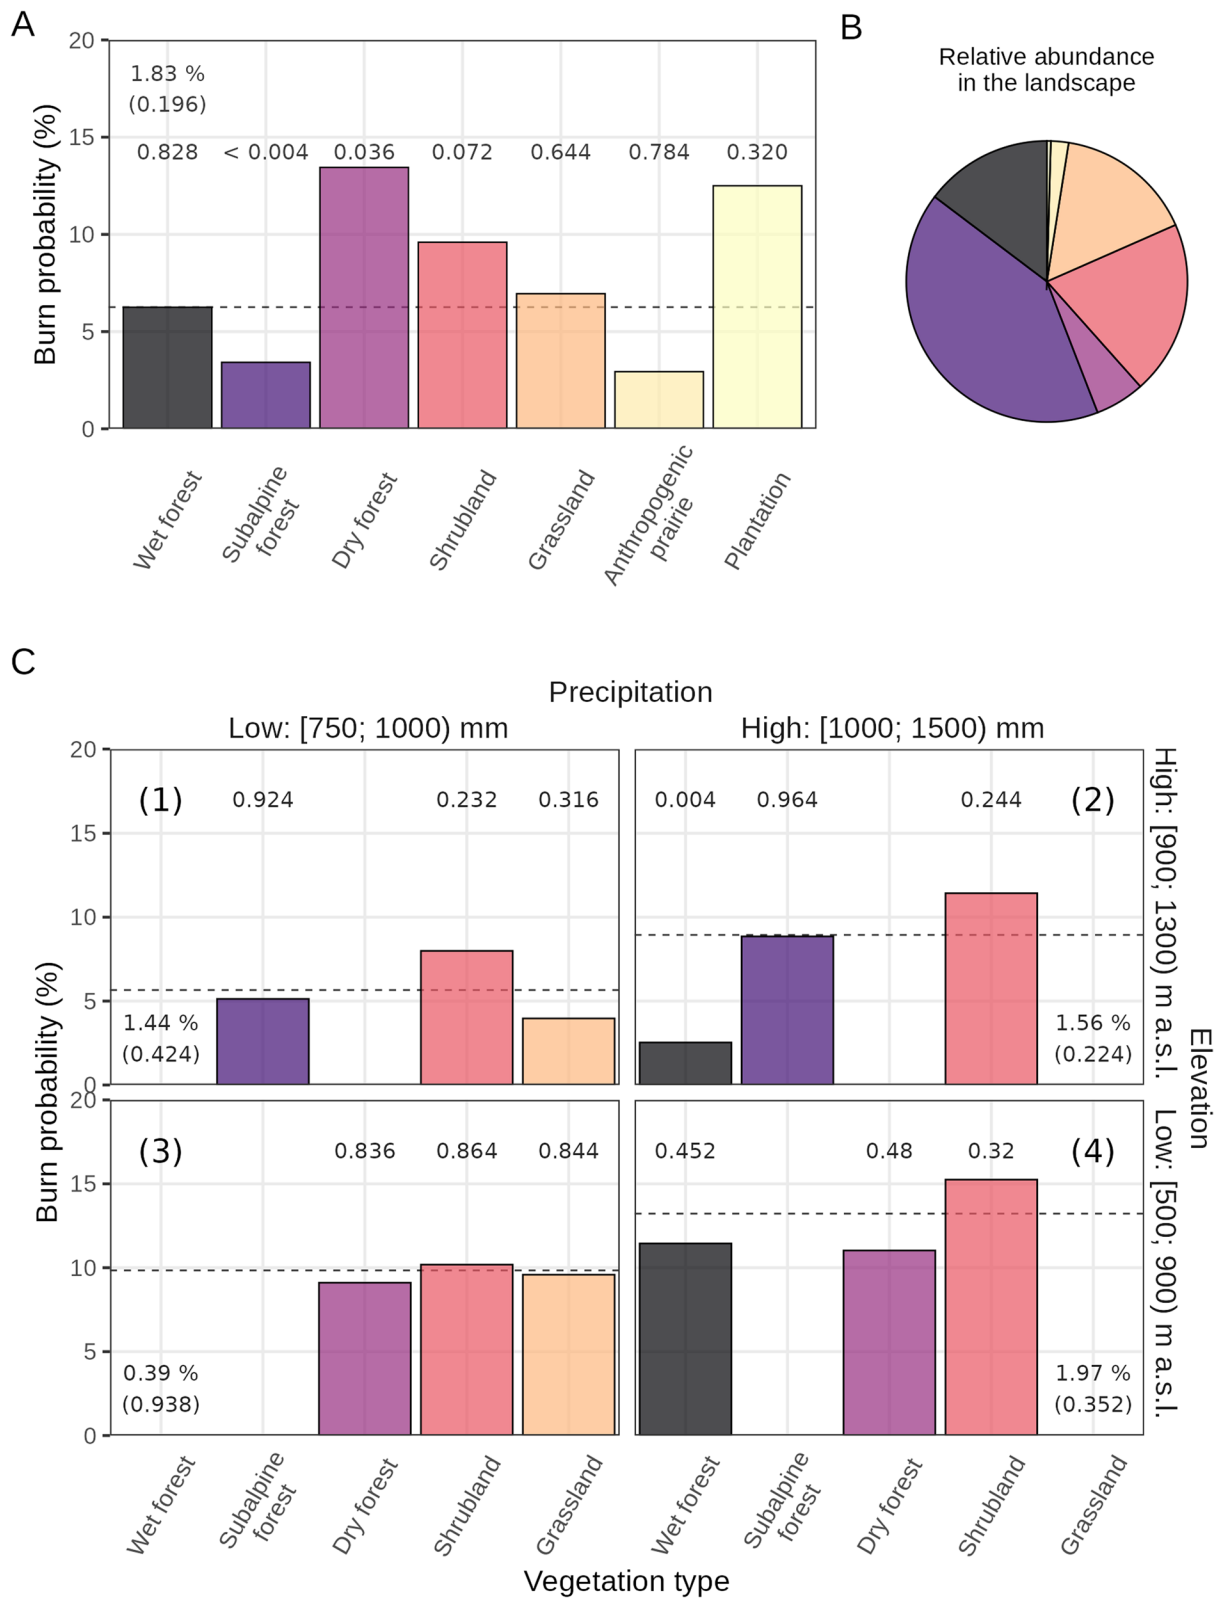 A
B
Relative abundance
in the landscape
Burn probability (%)
20
15
10
5
0
1.83 %
(0.196)
0.828
< 0.004
0.036
0.072
0.644
0.784
0.320
Wet forest
Subalpine
forest
Dry forest
Shrubland
Grassland
Anthropogenic
prairie
Plantation
C
Precipitation
Low: [750; 1000) mm
High: [1000; 1500) mm
Burn probability (%)
20
15
10
5
0
(1)
0.924
0.232
0.316
1.44 %
(0.424)
0.004
0.964
0.244
(2)
1.56 %
(0.224)
High: [900; 1300) m a.s.l.
Elevation
20
15
10
5
0
(3)
0.836
0.864
0.844
0.39 %
(0.938)
0.452
0.48
0.32
(4)
1.97 %
(0.352)
Low: [500; 900) m a.s.l.
Wet forest
Subalpine
forest
Dry forest
Shrubland
Grassland
Wet forest
Subalpine
forest
Dry forest
Shrubland
Grassland
Vegetation type